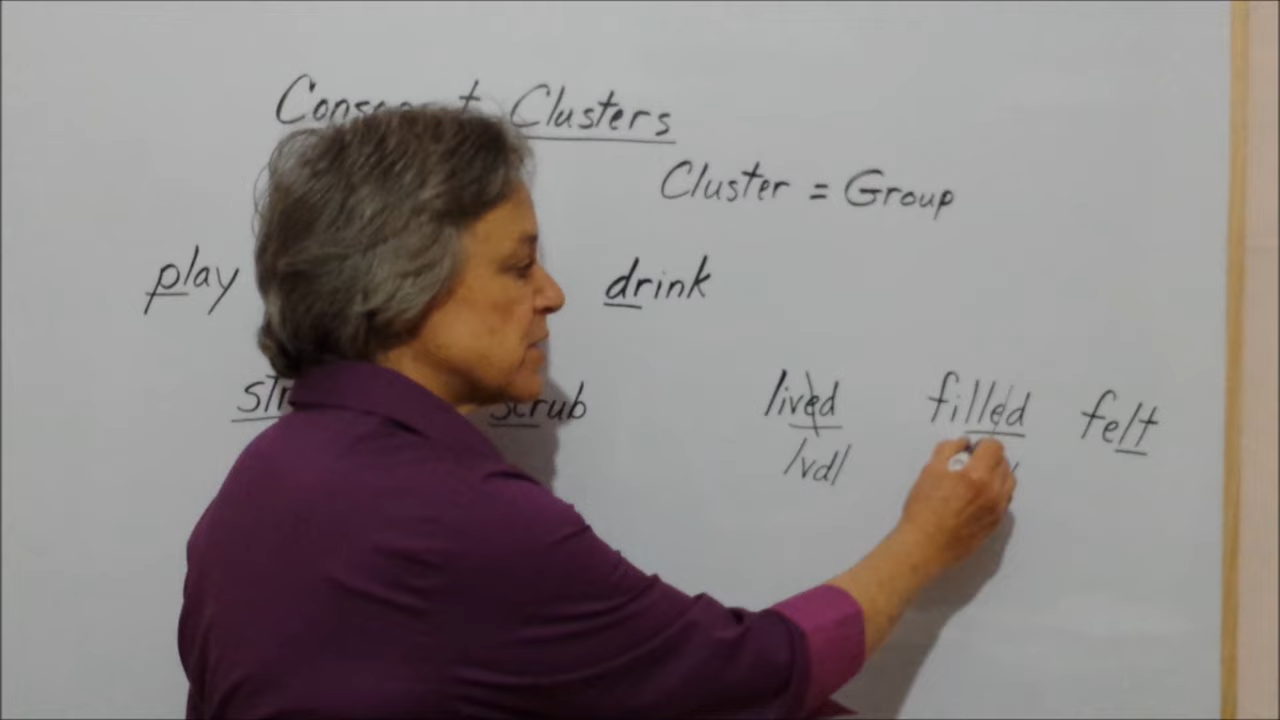 Clusters
Cluster = Group
play drink
scrub lived filled felt
/vd/